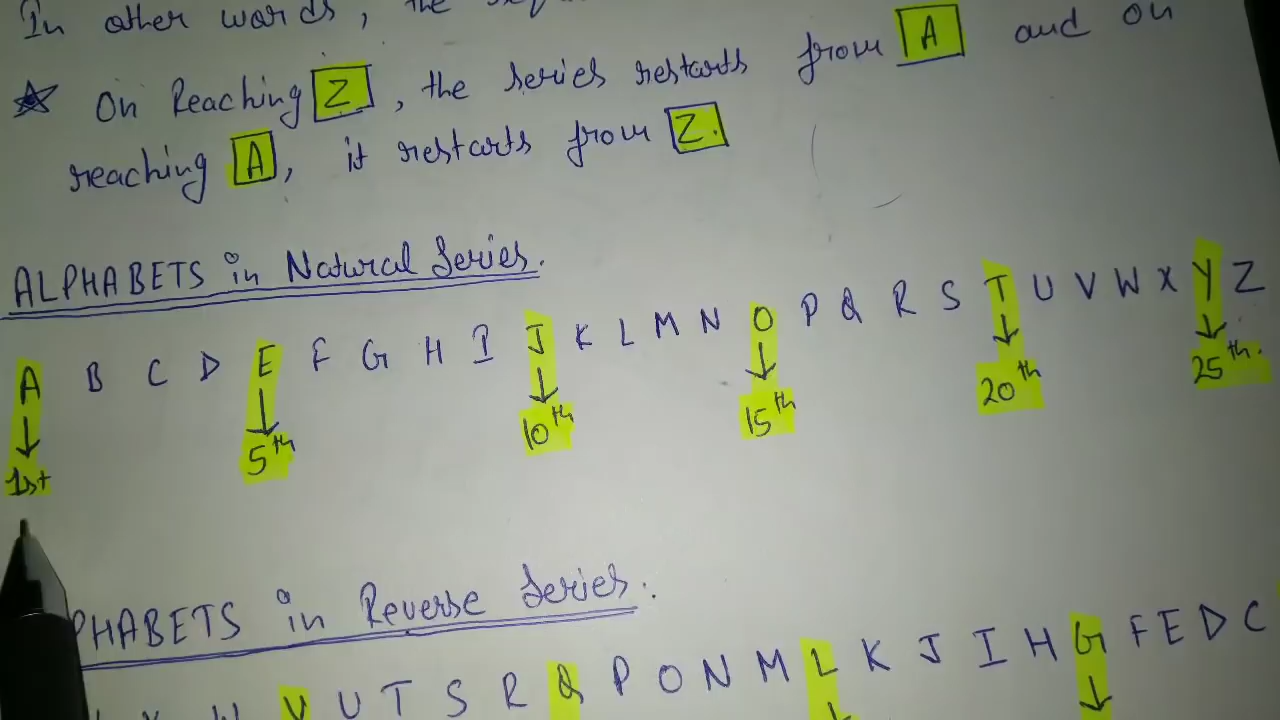 In other words, the
★ On Reaching Z, the series restarts from A and on
reaching A, it restarts from Z.
ALPHABETS in Natural Series.
A B C D E F G H I J K L M N O P Q R S T U V W X Y Z
1st 5th 10th 15th 20th 25th.
PHABETS in Reverse Series.
V U T S R Q P O N M L K J I H G F E D C